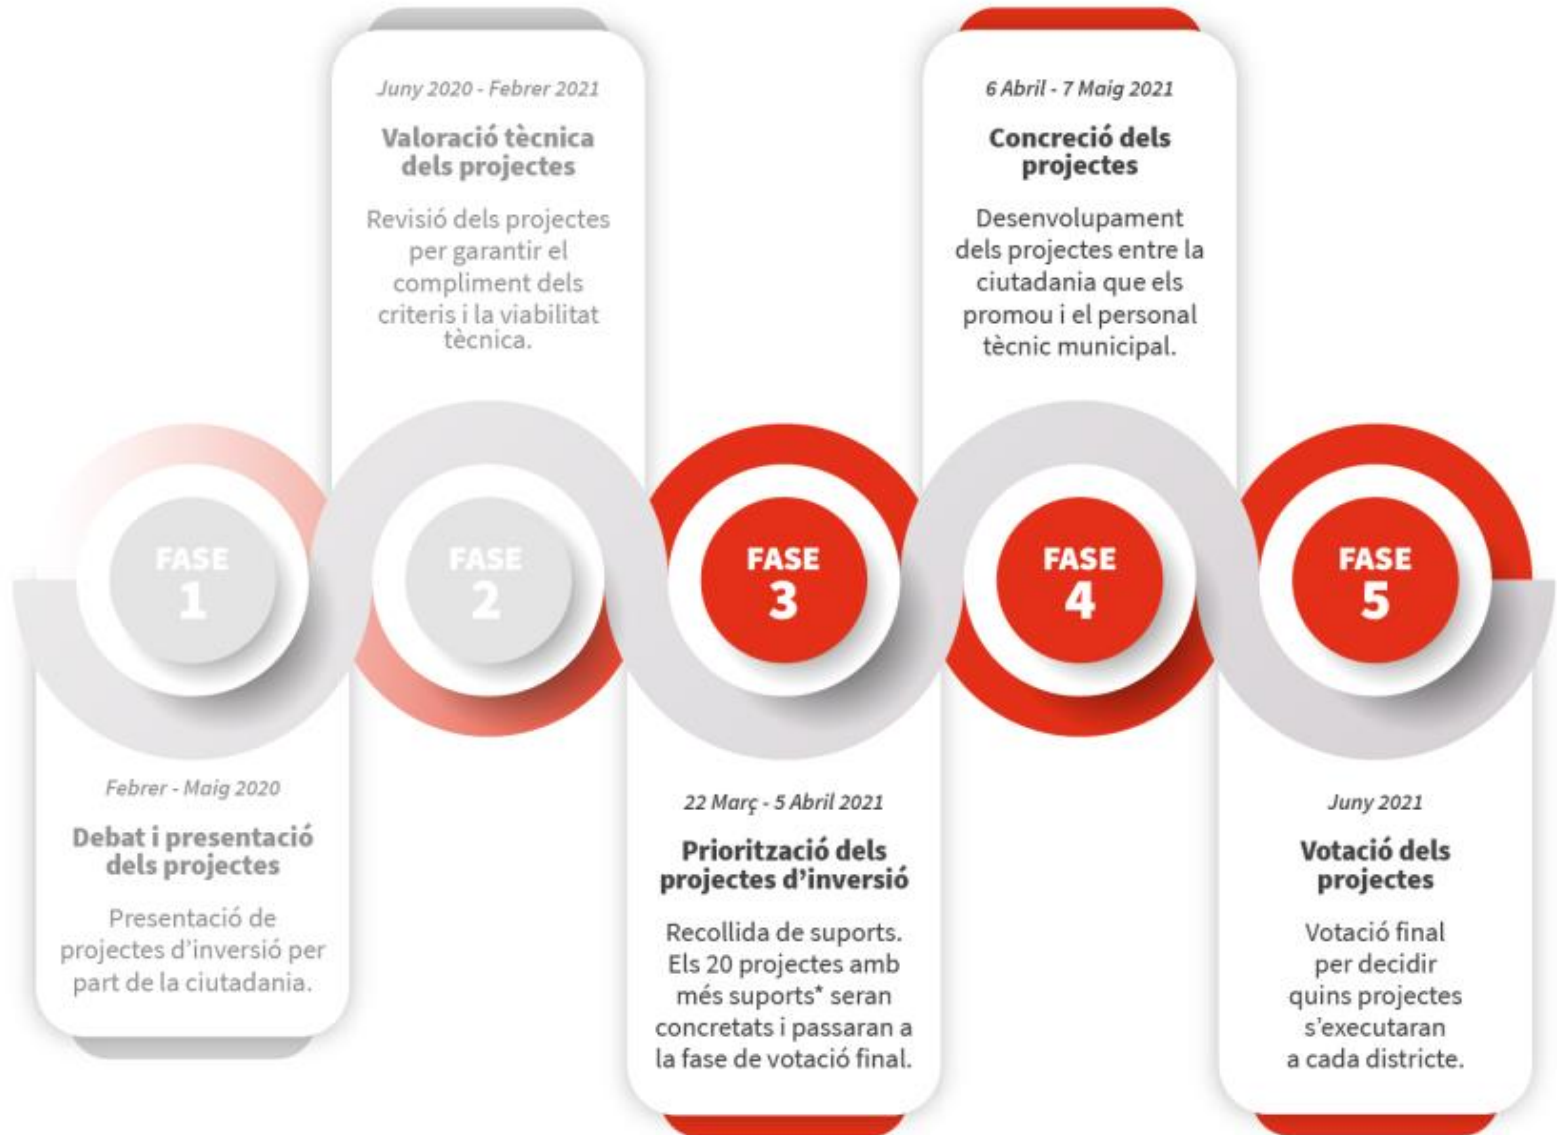 FASE
1
Febrer - Maig 2020
Debat i presentació
dels projectes
Presentació de
projectes d’inversió per
part de la ciutadania.
Juny 2020 - Febrer 2021
Valoració tècnica
dels projectes
Revisió dels projectes
per garantir el
compliment dels
criteris i la viabilitat
tècnica.
FASE
2
FASE
3
22 Març - 5 Abril 2021
Priorització dels
projectes d’inversió
Recollida de suports.
Els 20 projectes amb
més suports* seran
concretats i passaran a
la fase de votació final.
6 Abril - 7 Maig 2021
Concreció dels
projectes
Desenvolupament
dels projectes entre la
ciutadania que els
promou i el personal
tècnic municipal.
FASE
4
FASE
5
Juny 2021
Votació dels
projectes
Votació final
per decidir
quins projectes
s’executaran
a cada districte.